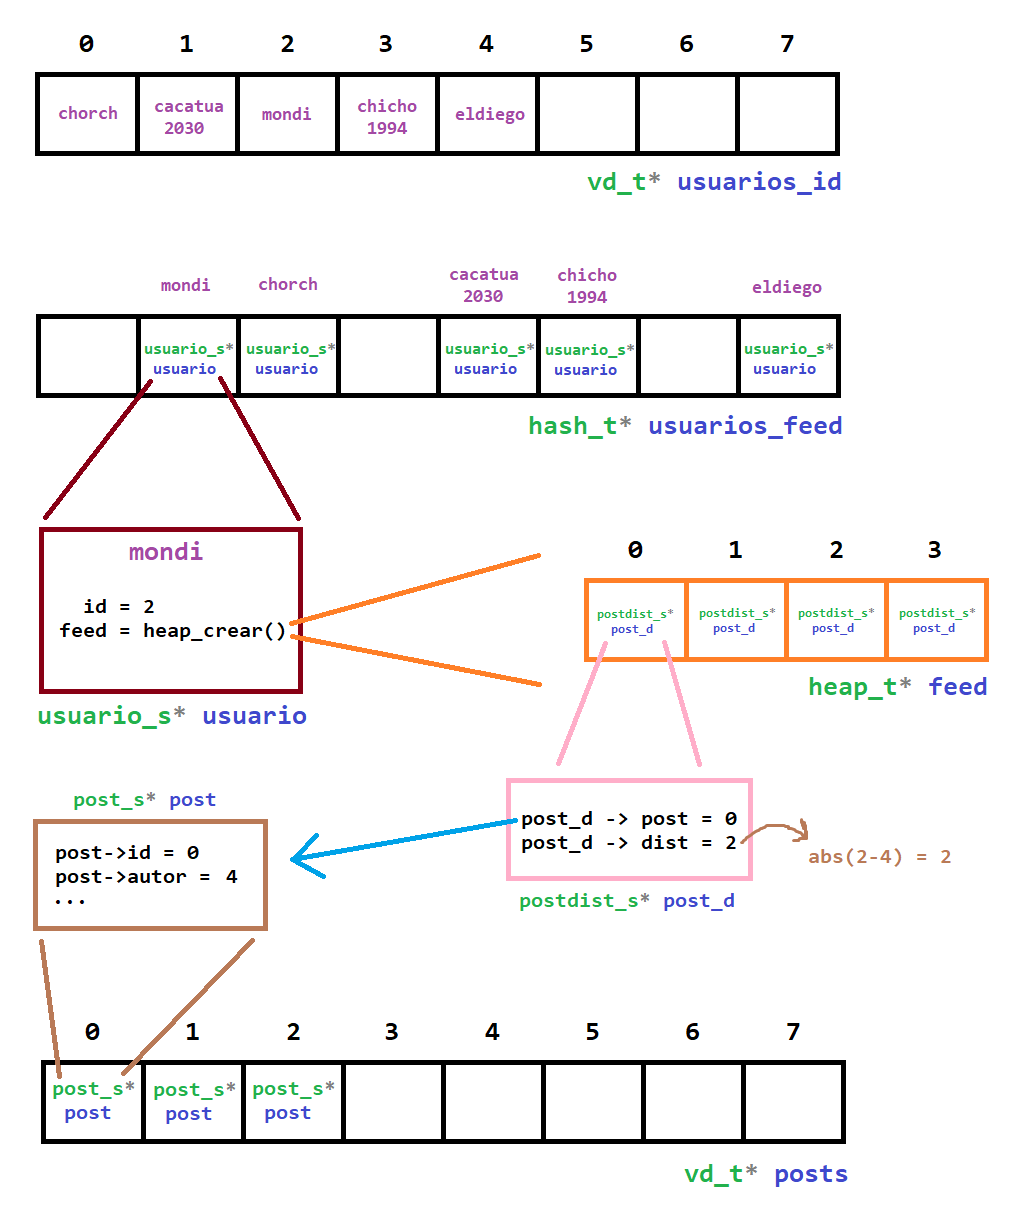 0 1 2 3 4 5 6 7
chorch cacatua mondi chicho eldiego
2030 1994
vd_t* usuarios_id
mondi chorch cacatua chicho eldiego
2030 1994
usuario_s* usuario_s* usuario_s* usuario_s* usuario_s*
usuario usuario usuario usuario usuario
hash_t* usuarios_feed
mondi
id = 2
feed = heap_crear()
usuario_s* usuario
0 1 2 3
postdist_s* postdist_s* postdist_s* postdist_s*
post_d post_d post_d post_d
heap_t* feed
post_d -> post = 0
post_d -> dist = 2
abs(2-4) = 2
postdist_s* post_d
post_s* post
post->id = 0
post->autor = 4
...
0 1 2 3 4 5 6 7
post_s* post_s* post_s*
post post post
vd_t* posts